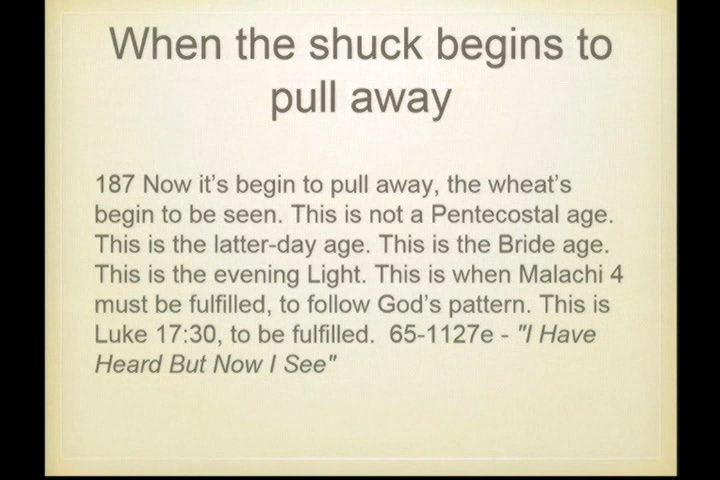 When the shuck begins to
pull away
187 Now it's begin to pull away, the wheat's
begin to be seen. This is not a Pentecostal age.
This is the latter-day age. This is the Bride age.
This is the evening Light. This is when Malachi 4
must be fulfilled, to follow God's pattern. This is
Luke 17:30, to be fulfilled.  65-1127e - "I Have
Heard But Now I See"